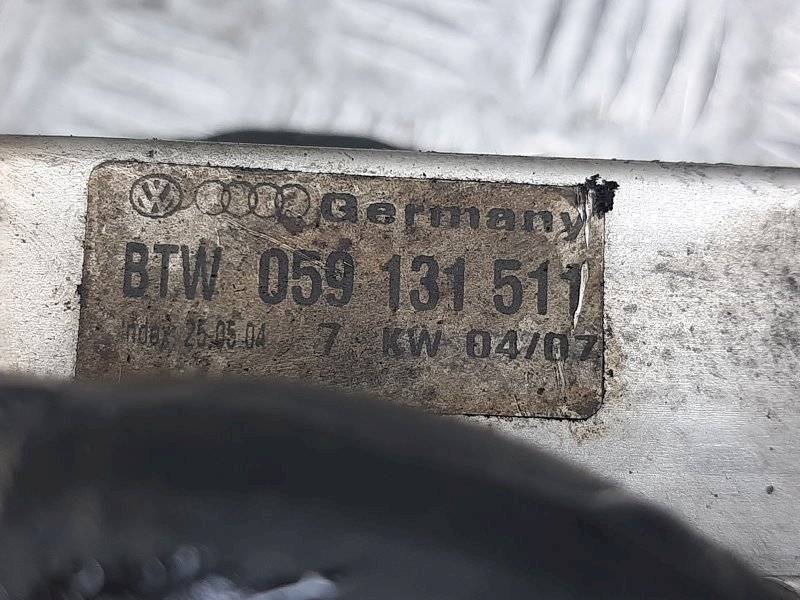 Germany
BTW 059 131 511
Index 25.05.04 7 KW 04/07